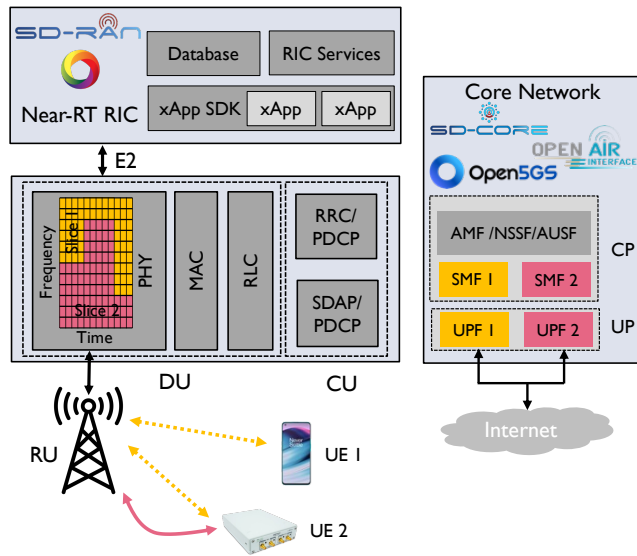 SD-RAN
Near-RT RIC
Database
RIC Services
xApp SDK
xApp
xApp
E2
Frequency
Slice 1
Slice 2
Time
PHY
MAC
RLC
RRC/
PDCP
SDAP/
PDCP
DU
CU
RU
UE 1
UE 2
Core Network
SD-CORE
OPEN AIR
INTERFACE
Open5GS
AMF /NSSF/AUSF
SMF 1
SMF 2
CP
UPF 1
UPF 2
UP
Internet